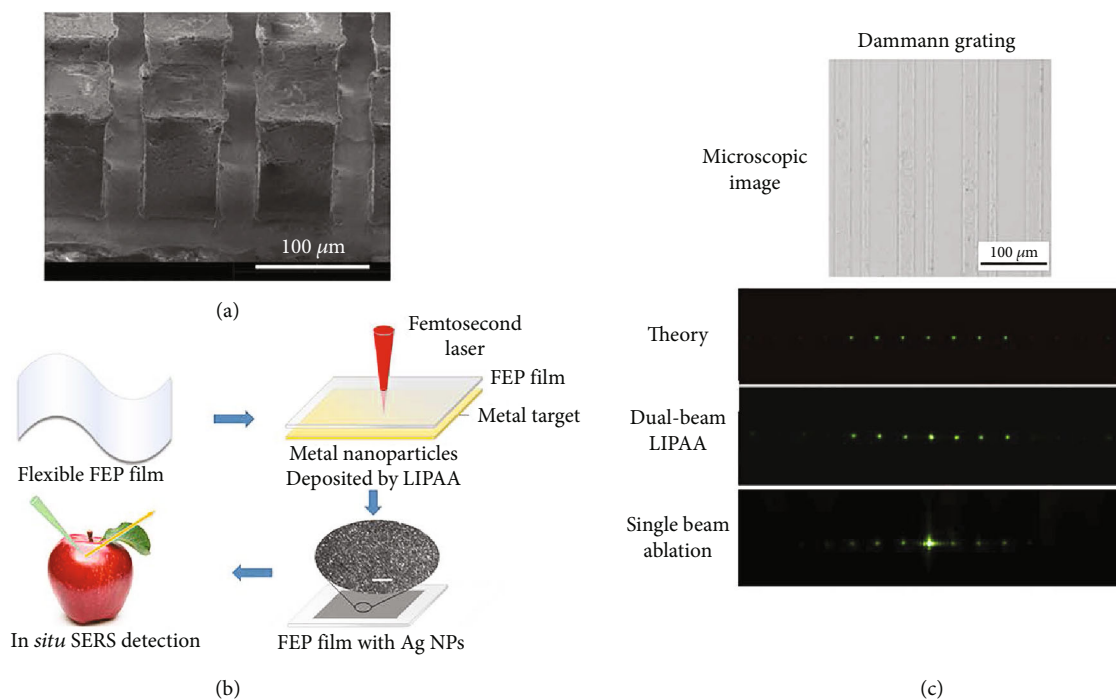 100 μm
(a)
Femtosecond
laser
FEP film
Metal target
Flexible FEP film
Metal nanoparticles
Deposited by LIPAA
In situ SERS detection
FEP film with Ag NPs
(b)
Dammann grating
Microscopic
image
100 μm
Theory
Dual-beam
LIPAA
Single beam
ablation
(c)